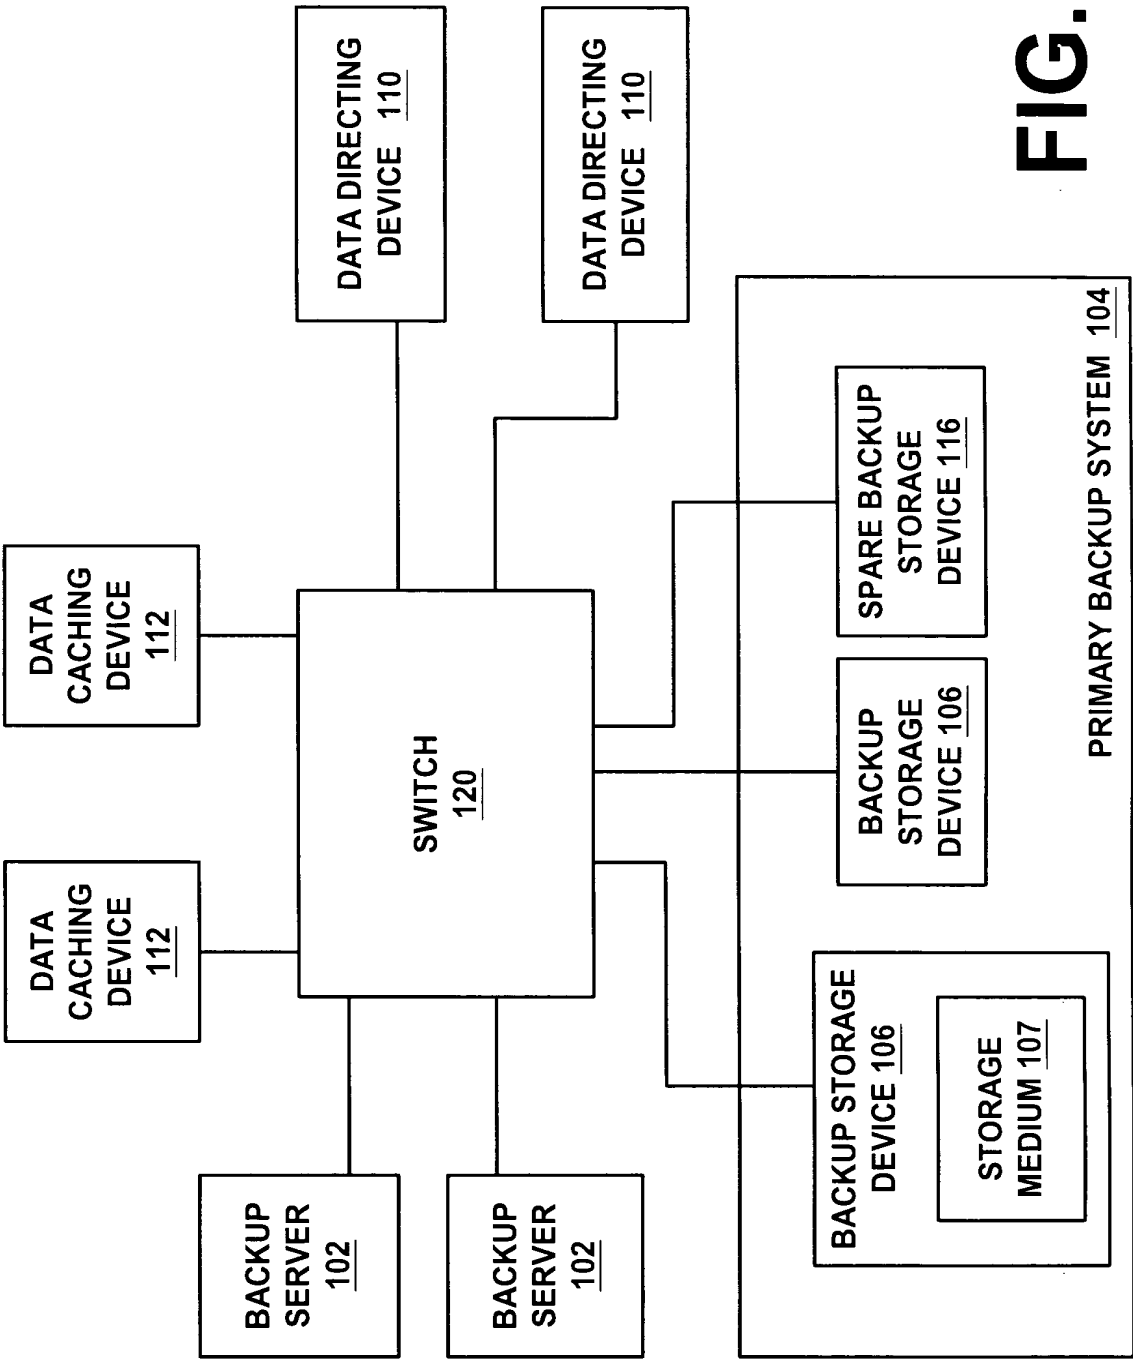 DATA
CACHING
DEVICE
112
DATA
CACHING
DEVICE
112
BACKUP
SERVER
102
BACKUP
SERVER
102
SWITCH
120
DATA DIRECTING
DEVICE 110
DATA DIRECTING
DEVICE 110
BACKUP STORAGE
DEVICE 106
STORAGE
MEDIUM 107
BACKUP
STORAGE
DEVICE 106
SPARE BACKUP
STORAGE
DEVICE 116
PRIMARY BACKUP SYSTEM 104
FIG.